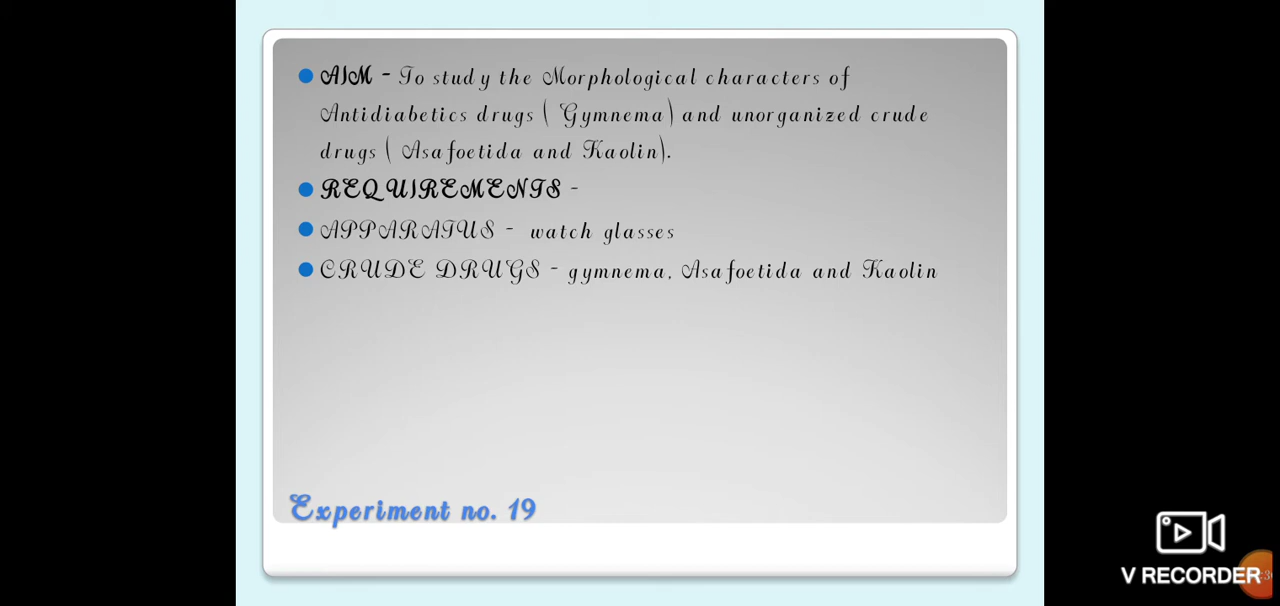 AIM - To study the Morphological characters of
Antidiabetics drugs ( Gymnema) and unorganized crude
drugs ( Asafoetida and Kaolin).
REQUIREMENTS -
APPARATUS - watch glasses
CRUDE DRUGS - gymnema, Asafoetida and Kaolin
Experiment no. 19
V RECORDER